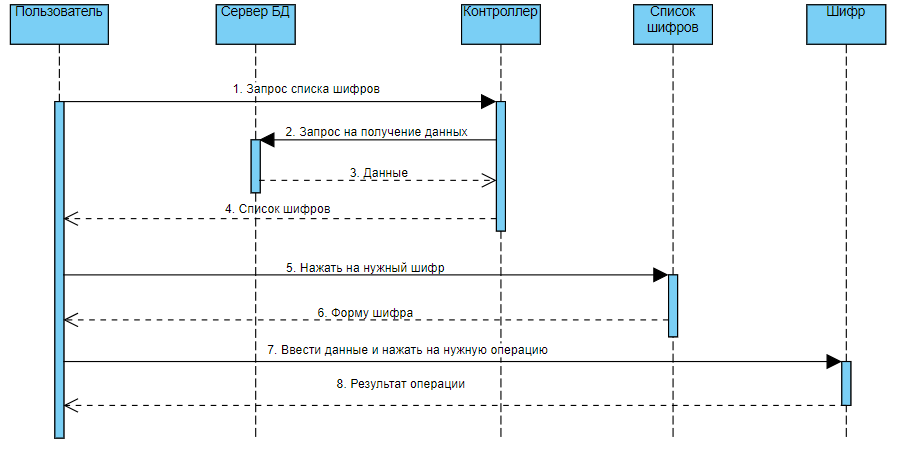 Пользователь
Сервер БД
Контроллер
Список
шифров
Шифр
1. Запрос списка шифров
2. Запрос на получение данных
3. Данные
4. Список шифров
5. Нажать на нужный шифр
6. Форму шифра
7. Ввести данные и нажать на нужную операцию
8. Результат операции